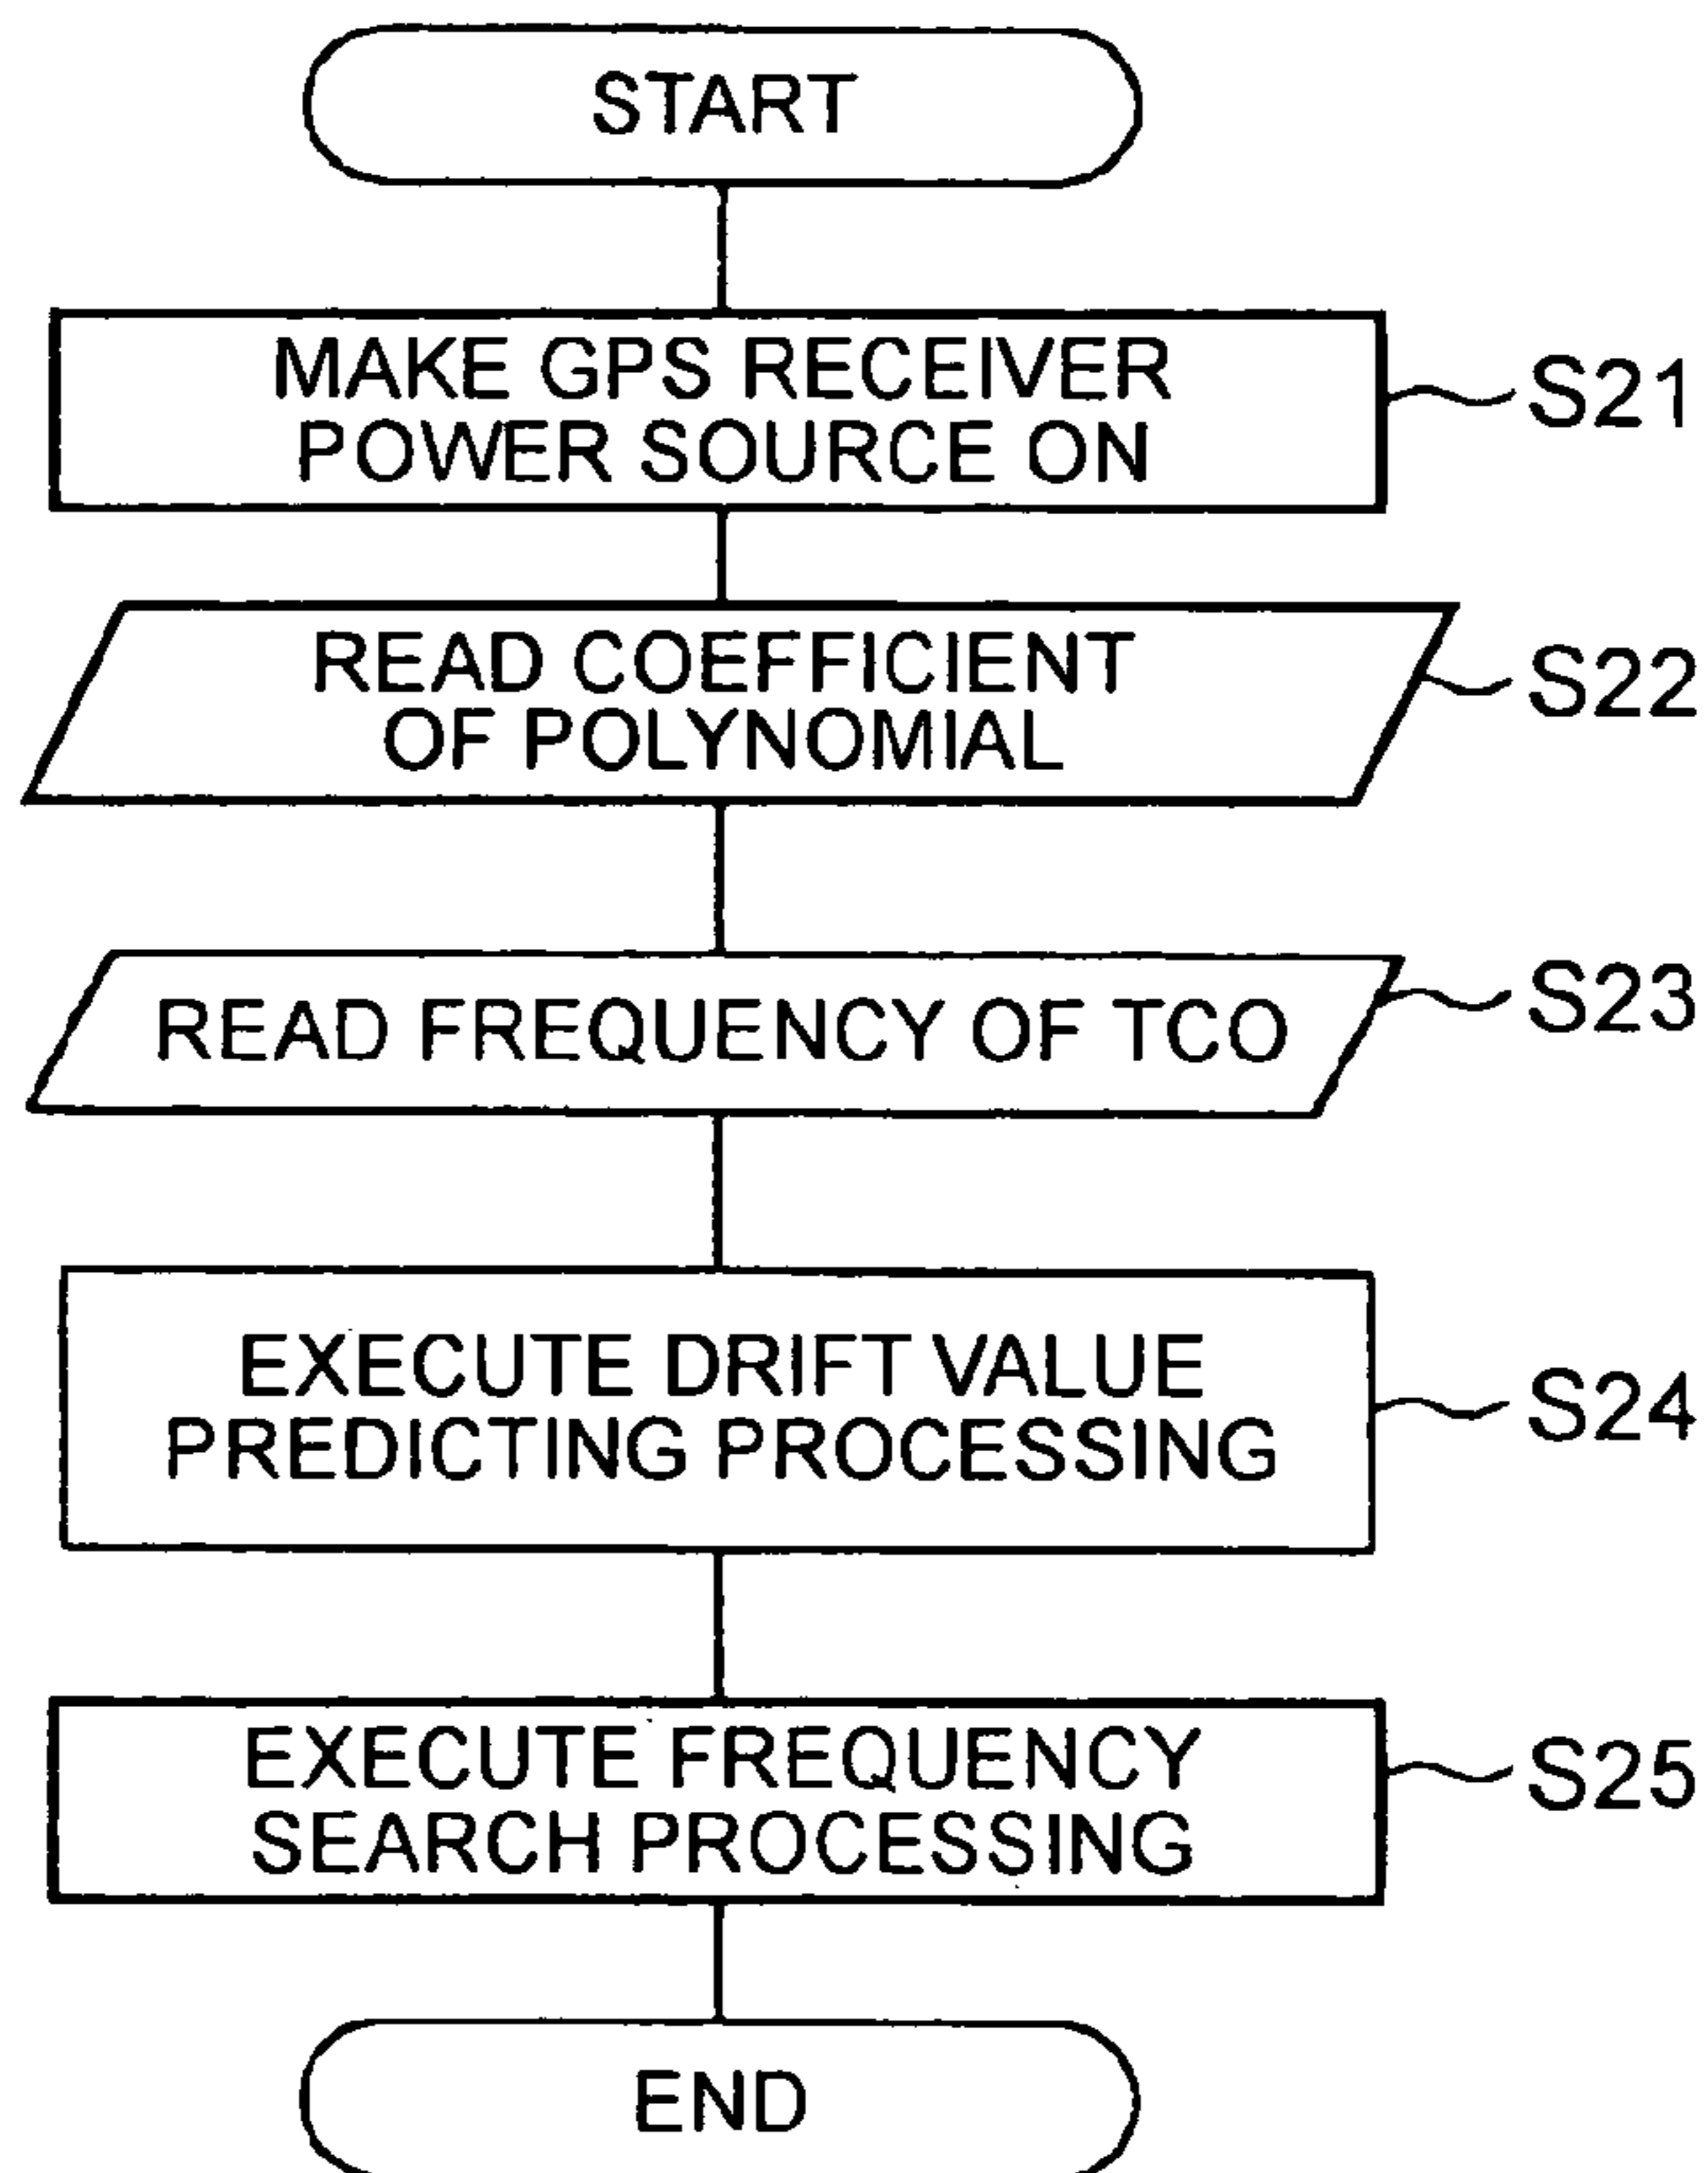 START
MAKE GPS RECEIVER
POWER SOURCE ON
S21
READ COEFFICIENT
OF POLYNOMIAL
S22
READ FREQUENCY OF TCO
S23
EXECUTE DRIFT VALUE
PREDICTING PROCESSING
S24
EXECUTE FREQUENCY
SEARCH PROCESSING
S25
END